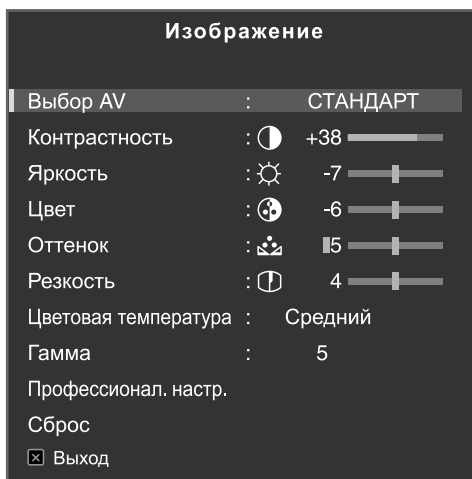 Изображение
Выбор AV : СТАНДАРТ
Контрастность : +38
Яркость : -7
Цвет : -6
Оттенок : 5
Резкость : 4
Цветовая температура : Средний
Гамма : 5
Профессионал. настр.
Сброс
Выход